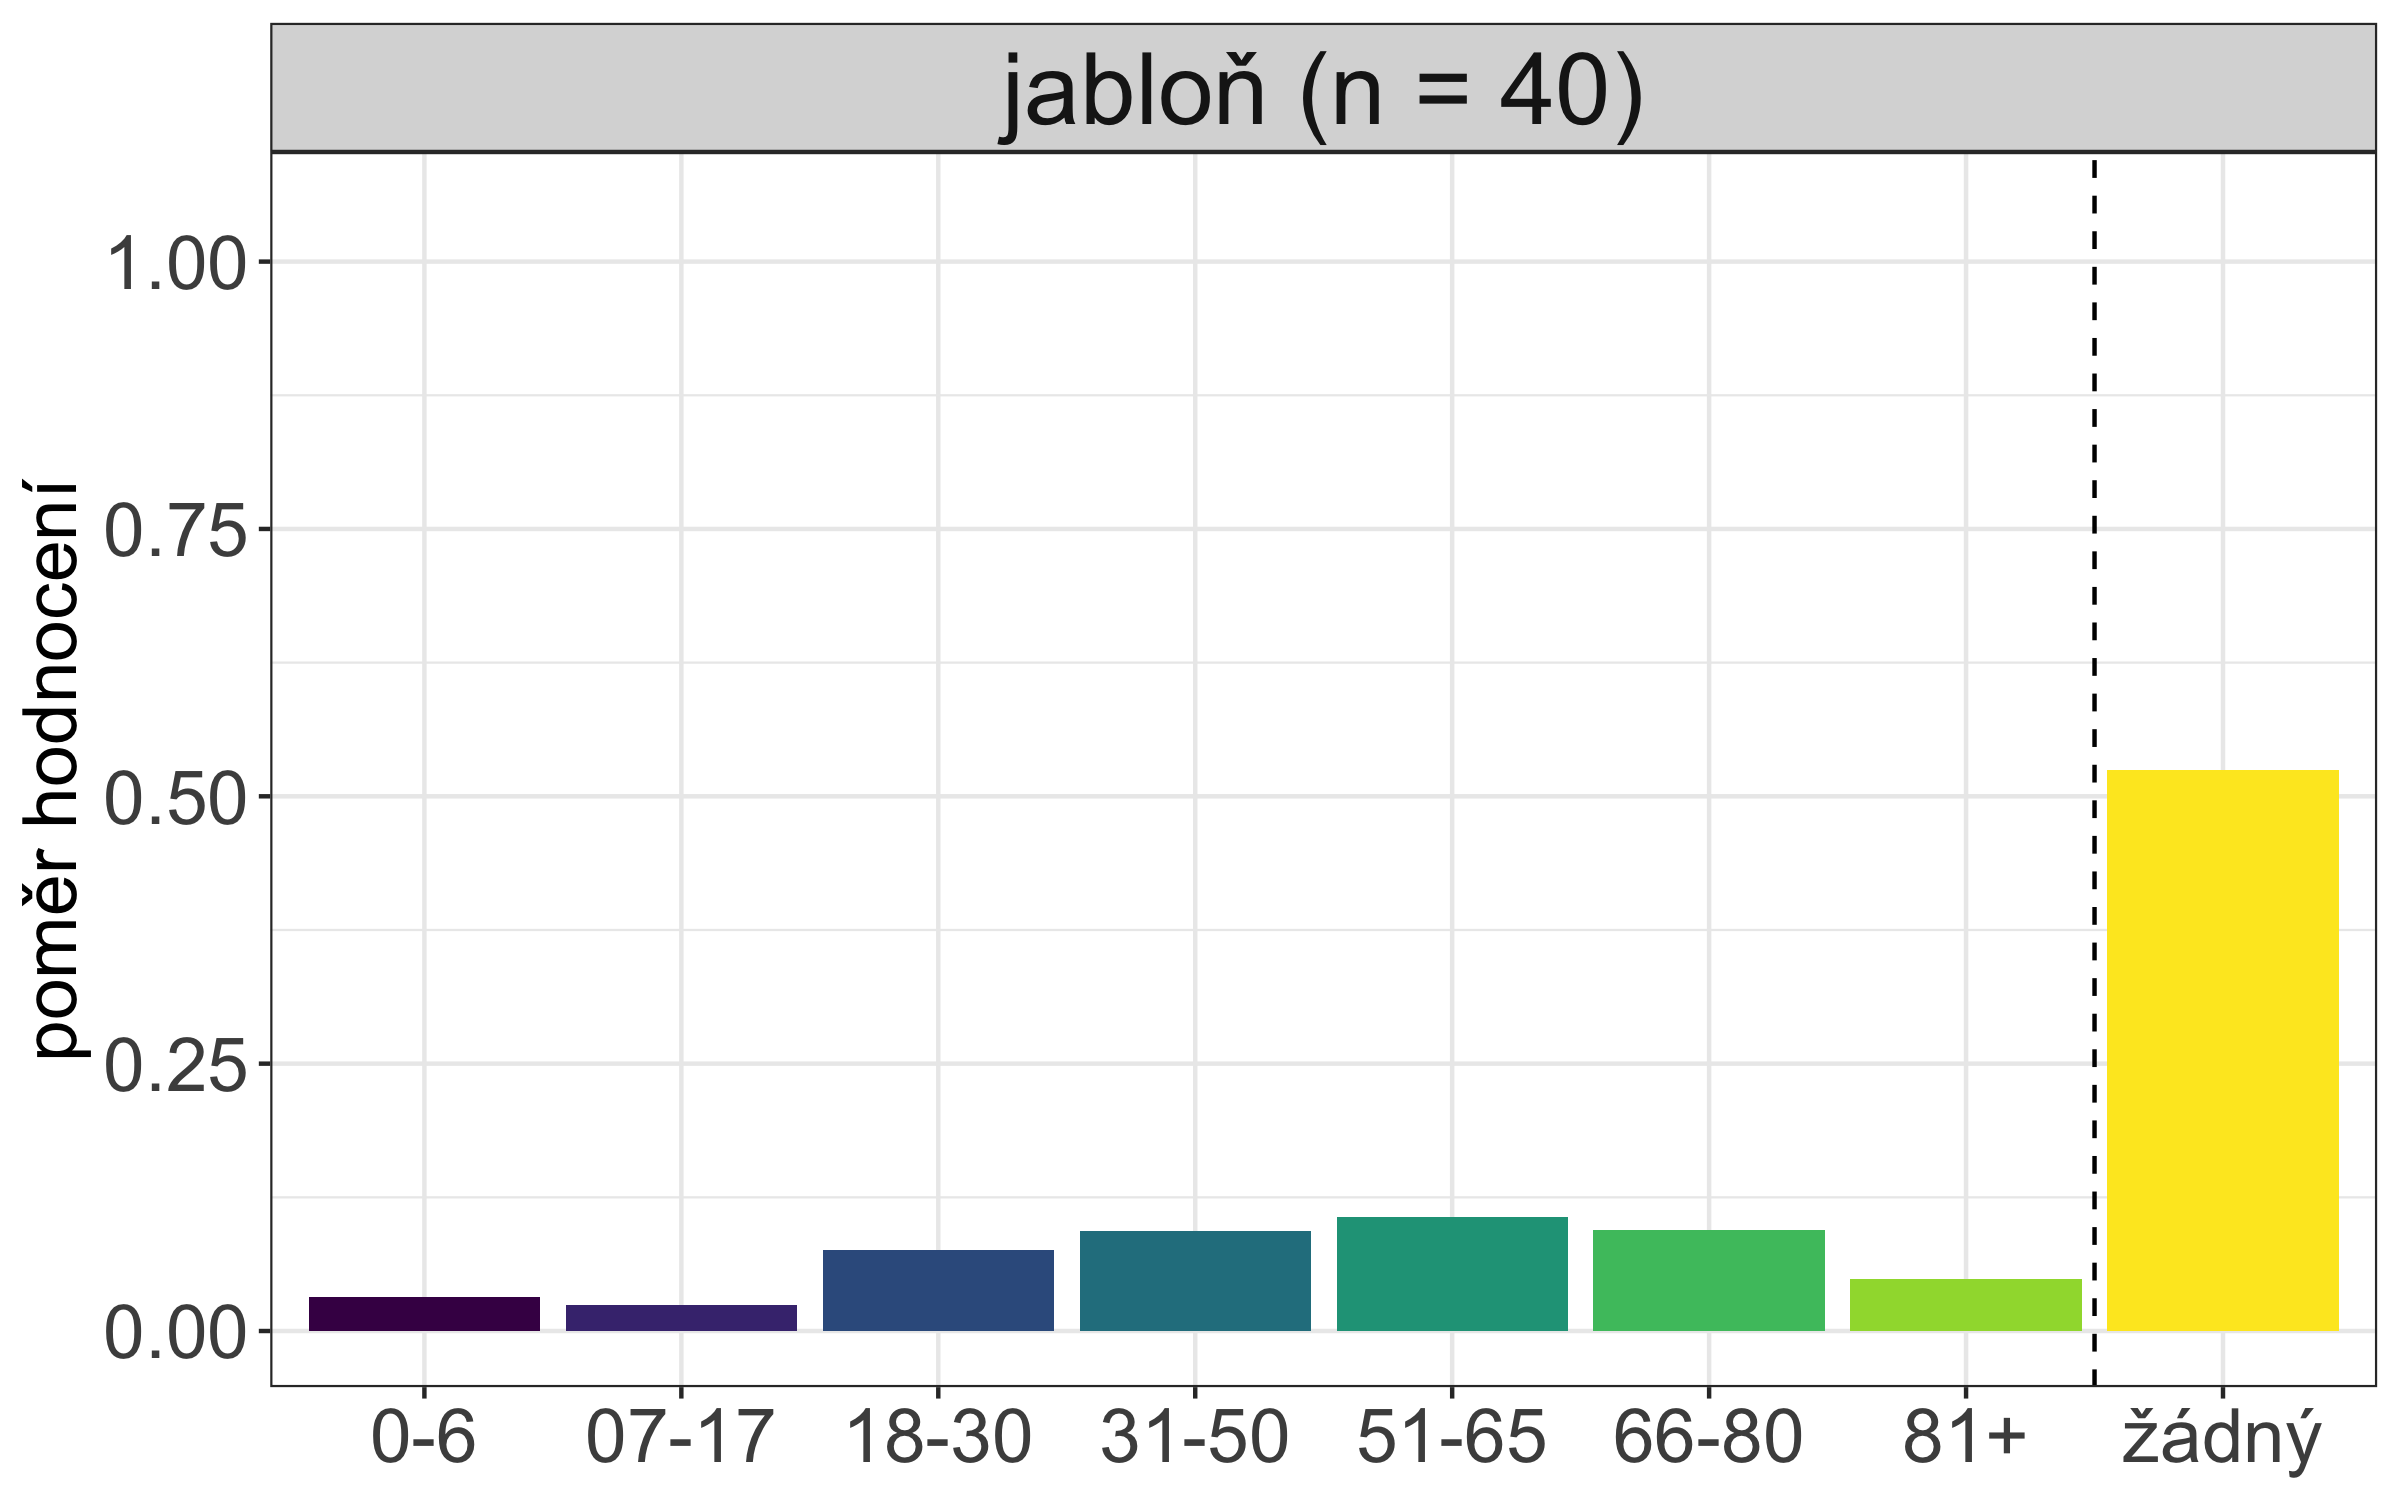 jabloň (n = 40)
poměr hodnocení
1.00
0.75
0.50
0.25
0.00
0-6 07-17 18-30 31-50 51-65 66-80 81+ žádný